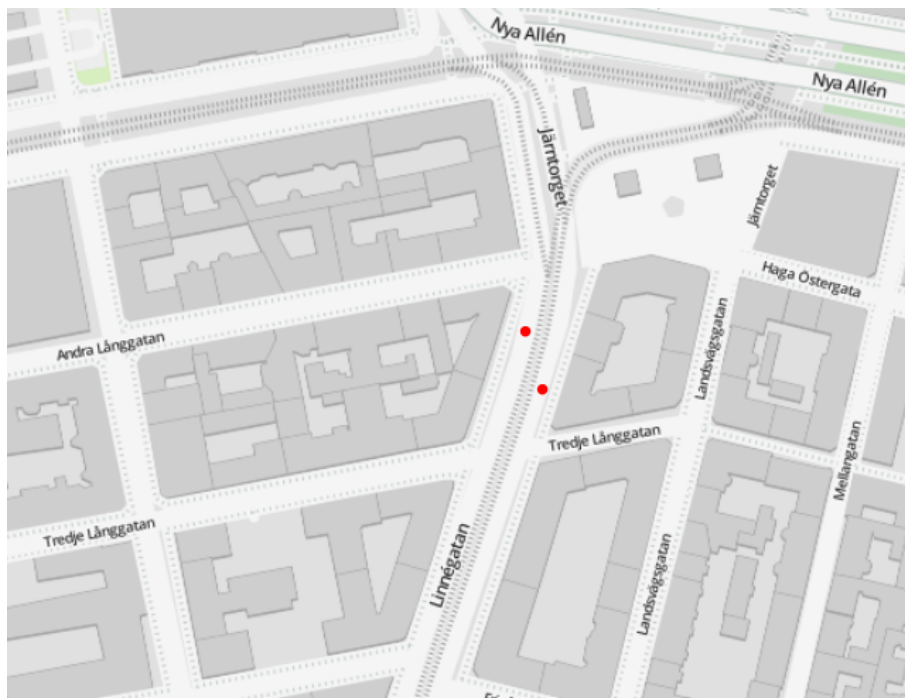 Nya Allén
Nya Allén
Järntorget
Järntorget
Haga Östergata
Andra Långgatan
Landsvägsgatan
Tredje Långgatan
Mellangatan
Tredje Långgatan
Linnégatan
Landsvägsgatan